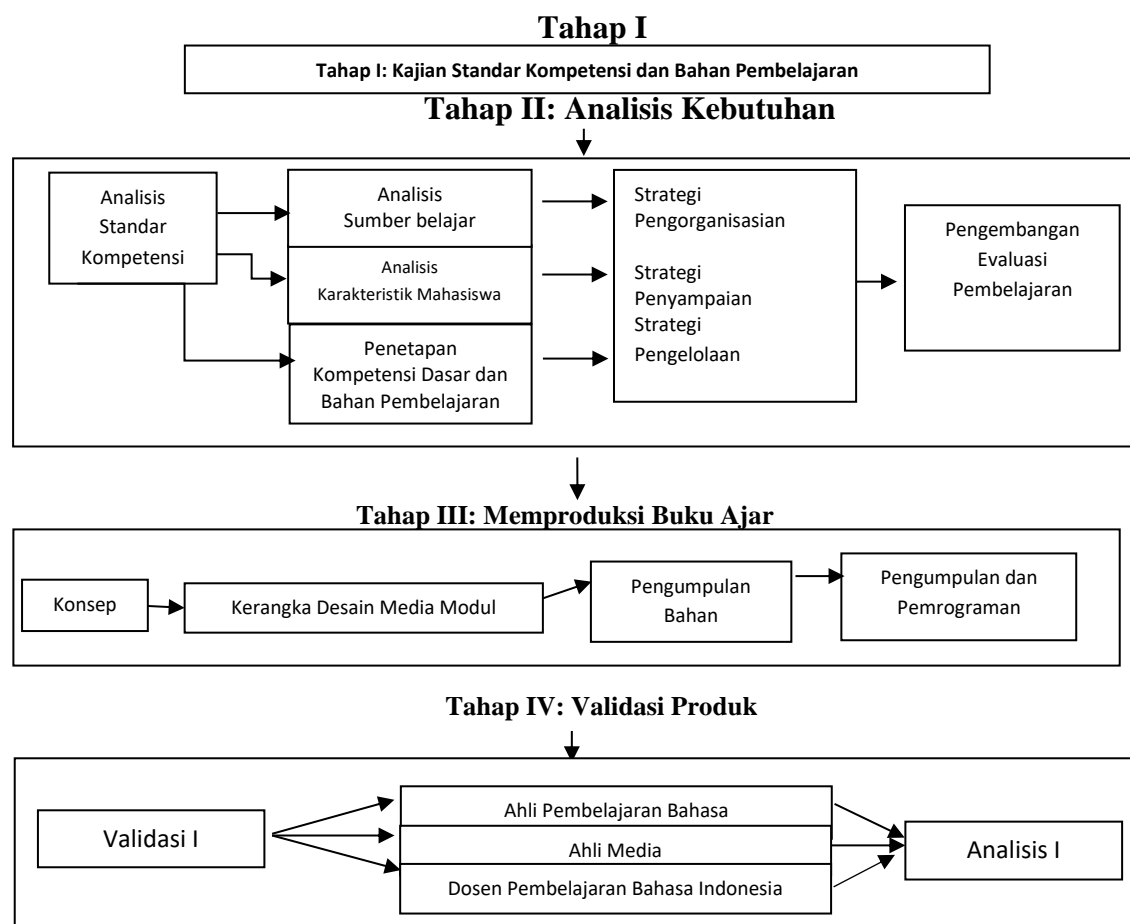 Tahap I
Tahap I: Kajian Standar Kompetensi dan Bahan Pembelajaran
Tahap II: Analisis Kebutuhan
Analisis
Standar
Kompetensi
Analisis
Sumber belajar
Analisis
Karakteristik Mahasiswa
Penetapan
Kompetensi Dasar dan
Bahan Pembelajaran
Strategi
Pengorganisasian
Strategi
Penyampaian
Strategi
Pengelolaan
Pengembangan
Evaluasi
Pembelajaran
Tahap III: Memproduksi Buku Ajar
Konsep
Kerangka Desain Media Modul
Pengumpulan
Bahan
Pengumpulan dan
Pemrograman
Tahap IV: Validasi Produk
Validasi I
Ahli Pembelajaran Bahasa
Ahli Media
Dosen Pembelajaran Bahasa Indonesia
Analisis I